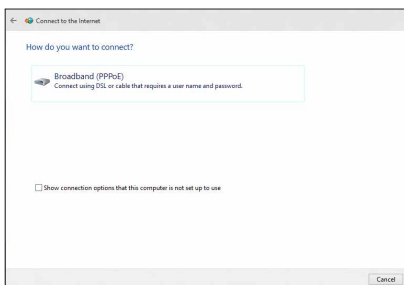 Connect to the Internet
How do you want to connect?
Broadband (PPPoE)
Connect using DSL or cable that requires a user name and password.
Show connection options that this computer is not set up to use
Cancel